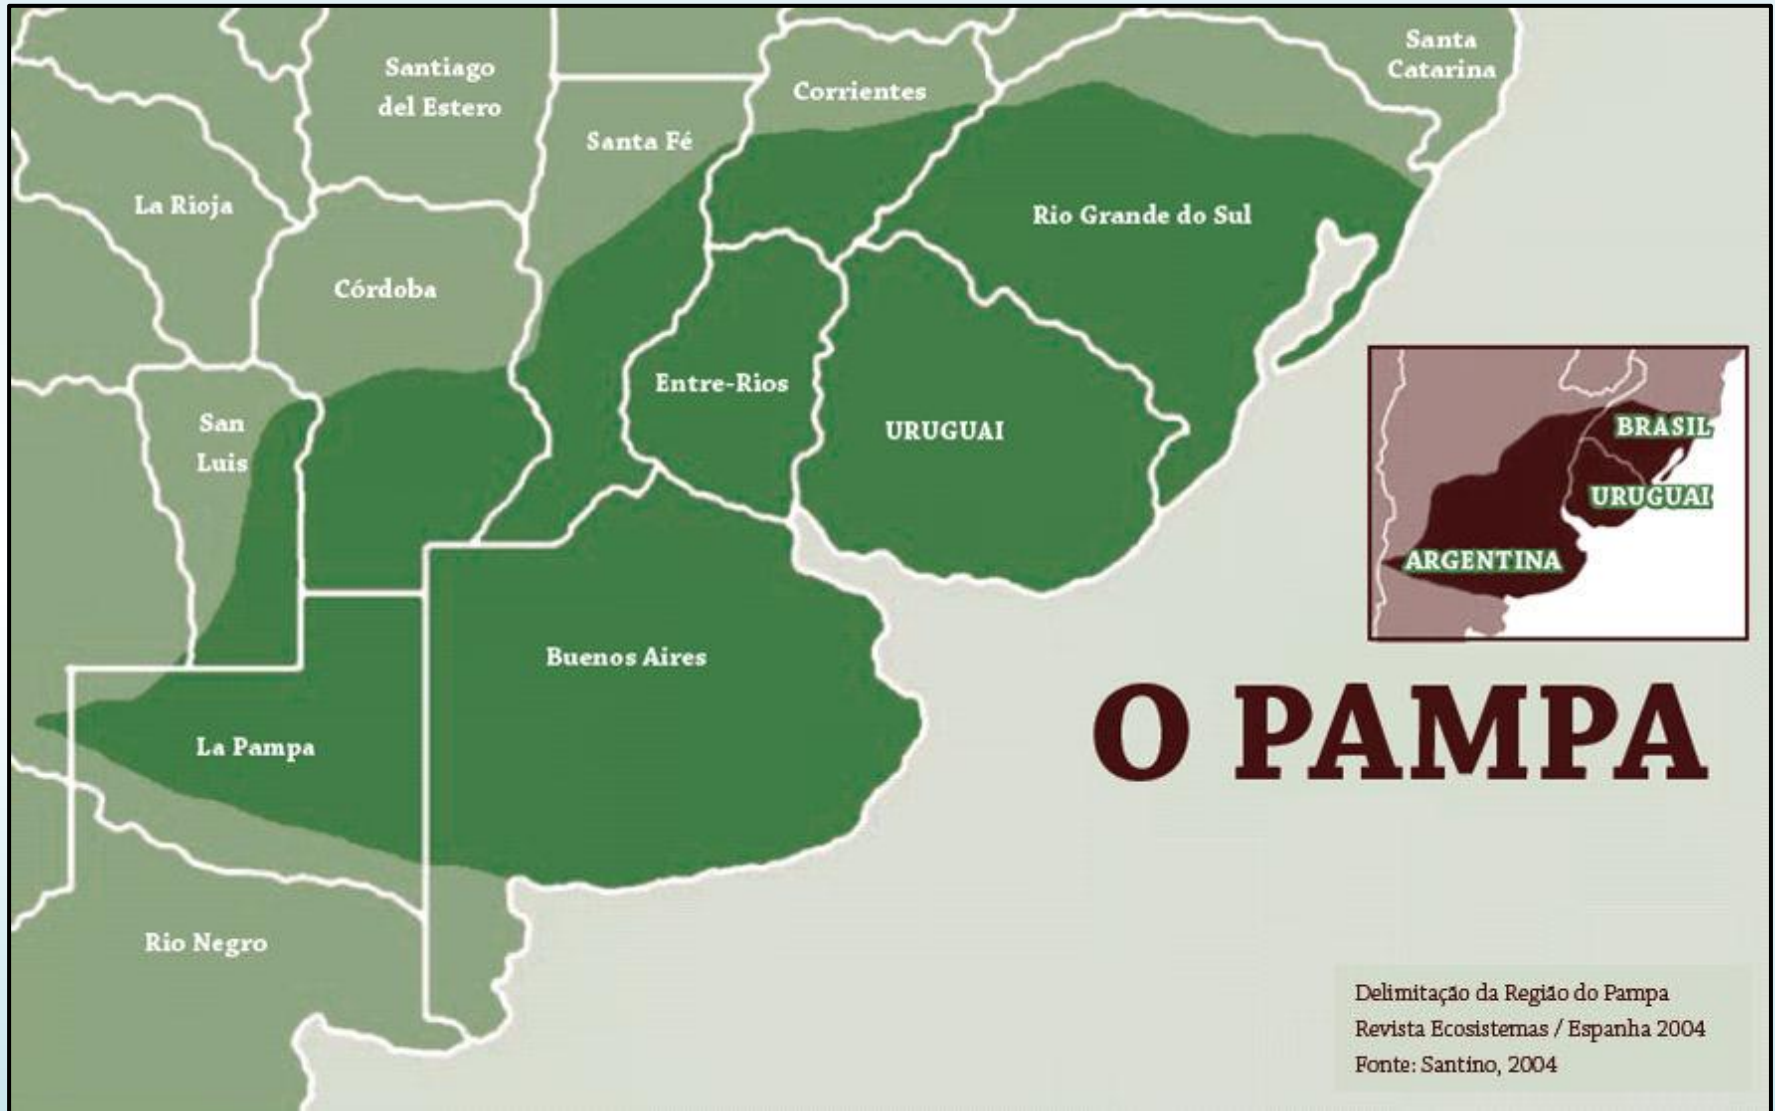 Santa
Catarina
Santiago
del Estero
Corrientes
Santa Fé
La Rioja
Rio Grande do Sul
Córdoba
Entre-Rios
San
Luis
URUGUAI
BRASIL
URUGUAI
ARGENTINA
Buenos Aires
La Pampa
O PAMPA
Rio Negro
Delimitação da Região do Pampa
Revista Ecosistemas / Espanha 2004
Fonte: Santino, 2004